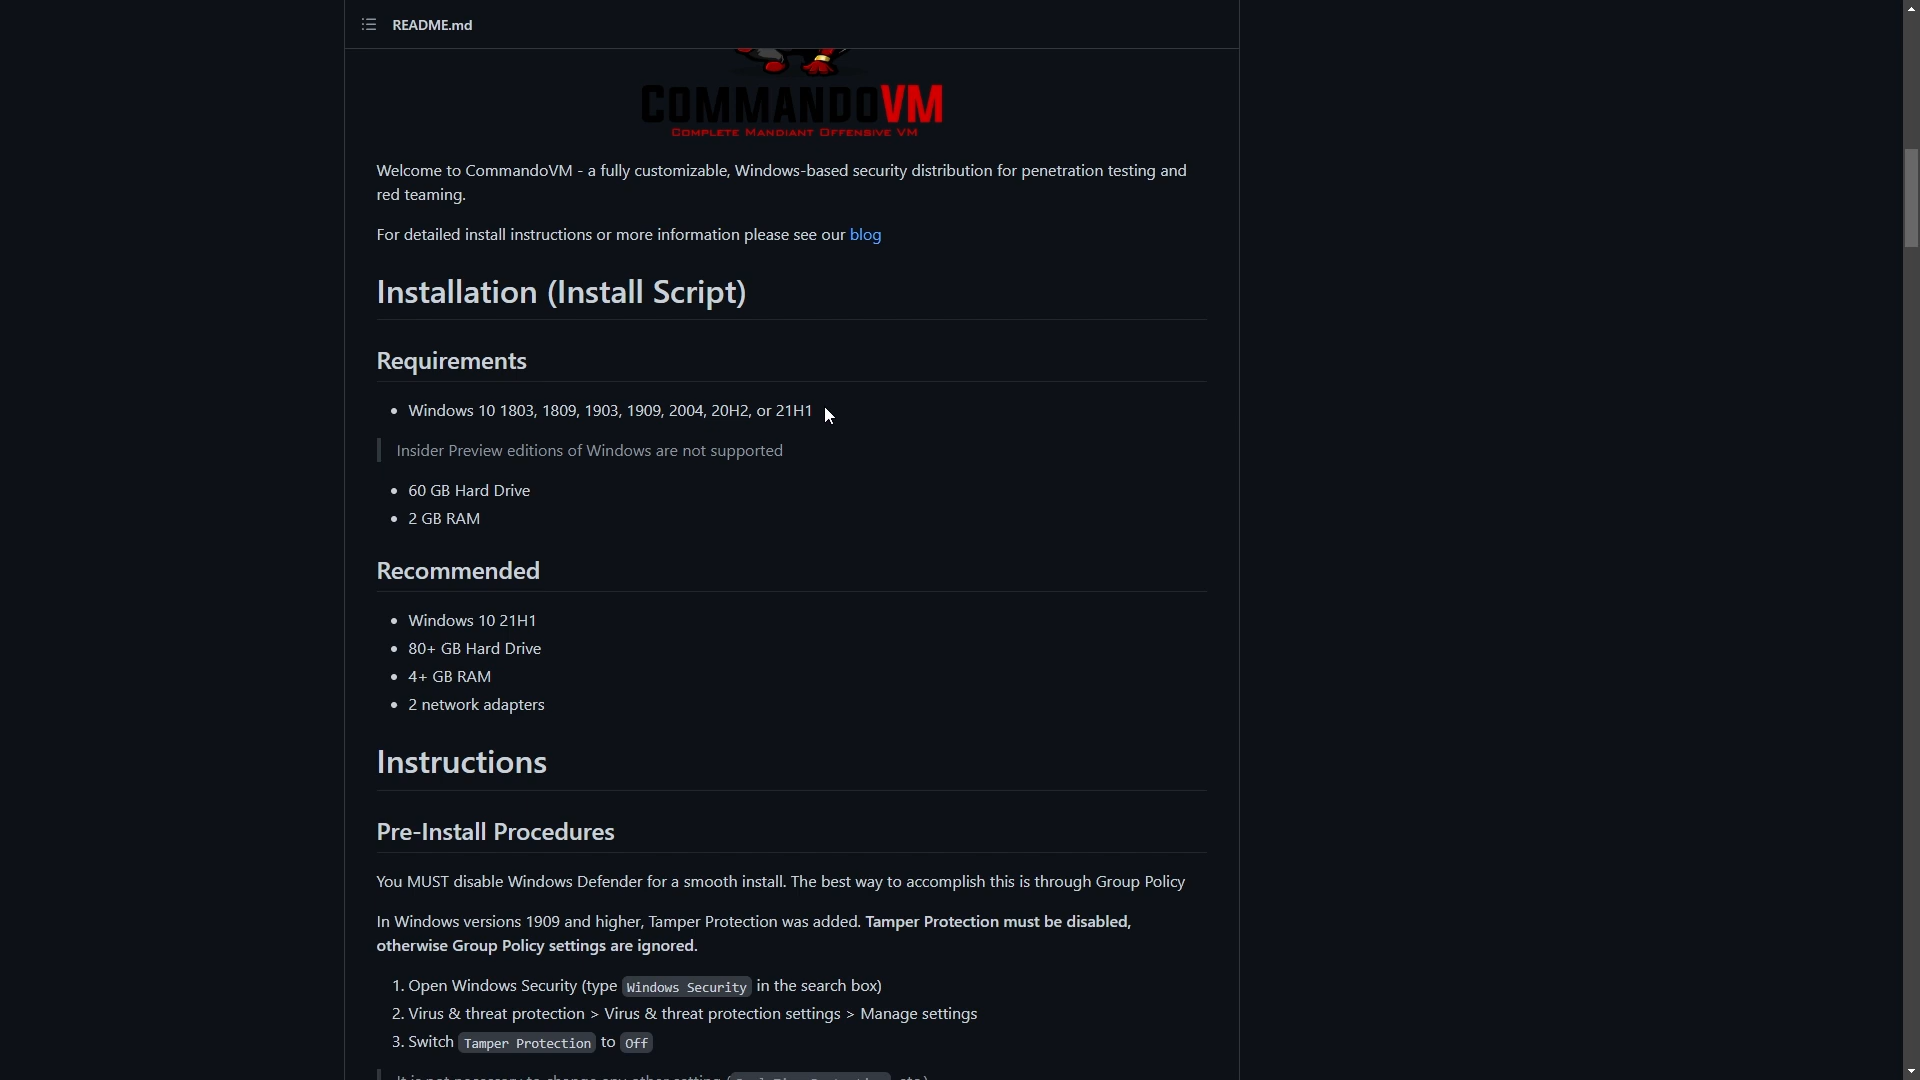 README.md
COMMANDOVM
COMPLETE MANDIANT OFFENSIVE VM
Welcome to CommandoVM - a fully customizable, Windows-based security distribution for penetration testing and
red teaming.
For detailed install instructions or more information please see our blog
Installation (Install Script)
Requirements
• Windows 10 1803, 1809, 1903, 1909, 2004, 20H2, or 21H1
Insider Preview editions of Windows are not supported
• 60 GB Hard Drive
• 2 GB RAM
Recommended
• Windows 10 21H1
• 80+ GB Hard Drive
• 4+ GB RAM
• 2 network adapters
Instructions
Pre-Install Procedures
You MUST disable Windows Defender for a smooth install. The best way to accomplish this is through Group Policy
In Windows versions 1909 and higher, Tamper Protection was added. Tamper Protection must be disabled,
otherwise Group Policy settings are ignored.
1. Open Windows Security (type Windows Security in the search box)
2. Virus & threat protection > Virus & threat protection settings > Manage settings
3. Switch Tamper Protection to Off